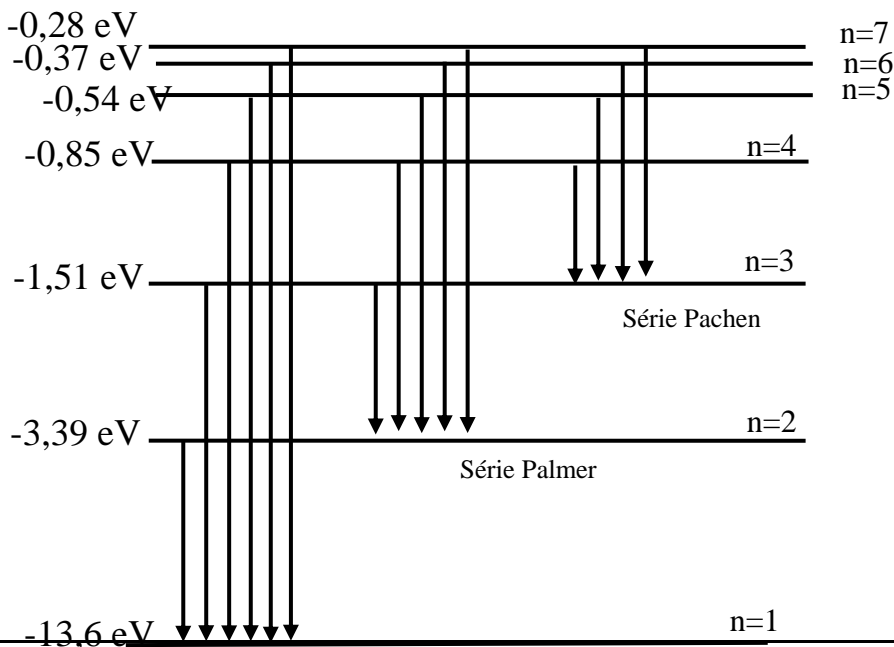 -0,28 eV n=7
-0,37 eV n=6
-0,54 eV n=5
-0,85 eV n=4
-1,51 eV n=3
Série Pachen
-3,39 eV n=2
Série Palmer
-13,6 eV n=1